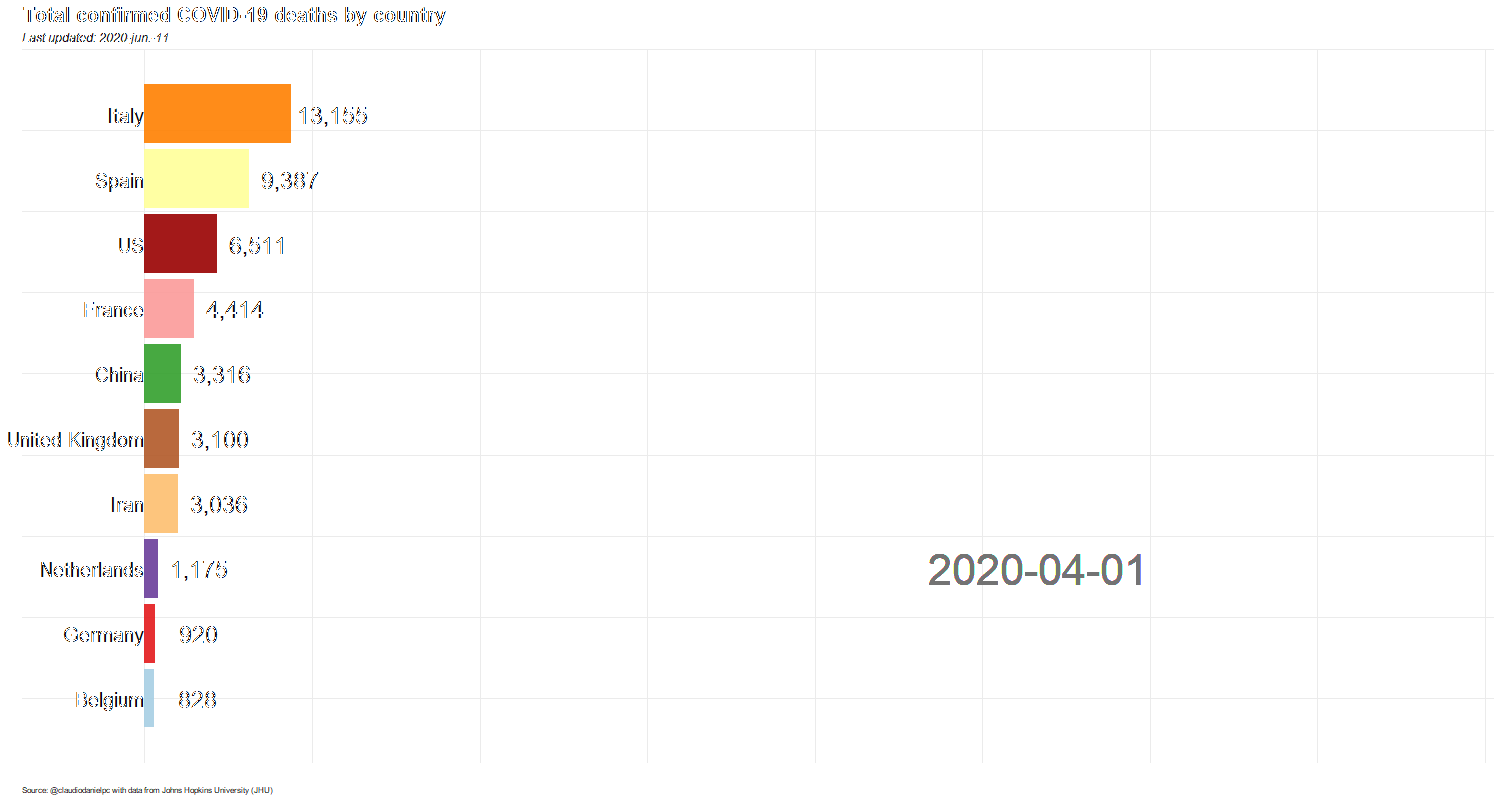 Total confirmed COVID-19 deaths by country
Last updated: 2020-jun.-11
Italy 13,155
Spain 9,387
US 6,511
France 4,414
China 3,316
United Kingdom 3,100
Iran 3,036
Netherlands 1,175
2020-04-01
Germany 920
Belgium 828
Source: @claudiodanielpc with data from Johns Hopkins University (JHU)